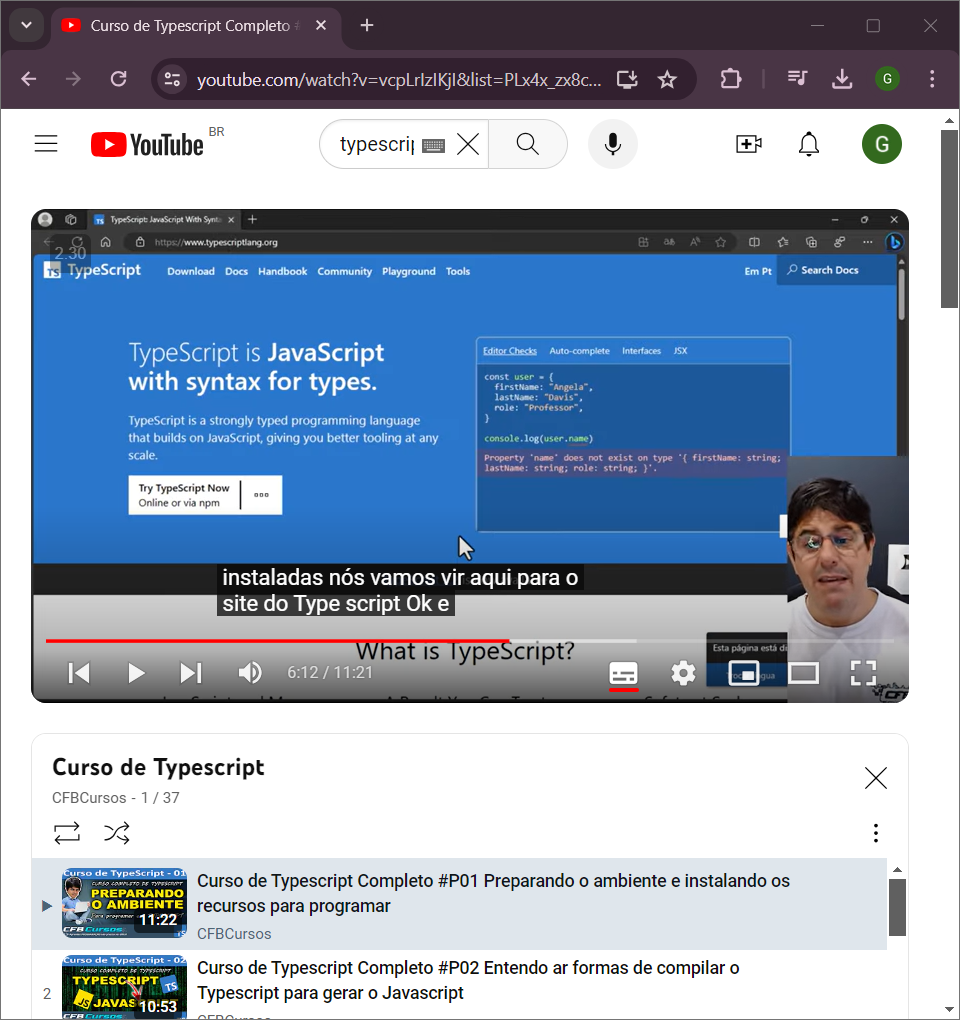 Curso de Typescript Completo #
youtube.com/watch?v=vcpLrIzIKjI&list=PLx4x_zx8c...
G
YouTube BR
typescrip
G
TypeScript: JavaScript With Synta
https://www.typescriptlang.org
2.30
TS TypeScript
Download Docs Handbook Community Playground Tools
Em Pt
Search Docs
TypeScript is JavaScript
with syntax for types.
TypeScript is a strongly typed programming language
that builds on JavaScript, giving you better tooling at any
scale.
Try TypeScript Now
Online or via npm
Editor Checks Auto-complete Interfaces JSX
const user = {
firstName: "Angela",
lastName: "Davis",
role: "Professor",
}
console.log(user.name)
Property 'name' does not exist on type '{ firstName: string;
lastName: string; role: string; }'.
instaladas nós vamos vir aqui para o
site do Type script Ok e
What is TypeScript?
Esta página está di
6:12 / 11:21
Curso de Typescript
CFBCursos - 1 / 37
Curso de TypeScript - 01
CURSO COMPLETO DE TYPESCRIPT
PREPARANDO
O AMBIENTE
Para programar
11:22
CFB Cursos
Curso de Typescript Completo #P01 Preparando o ambiente e instalando os
recursos para programar
CFBCursos
2
Curso de TypeScript - 02
CURSO COMPLETO DE TYPESCRIPT
TYPESCRIPT
TS
JS JAVAS
10:53
Curso de Typescript Completo #P02 Entendo ar formas de compilar o
Typescript para gerar o Javascript
CFBCursos